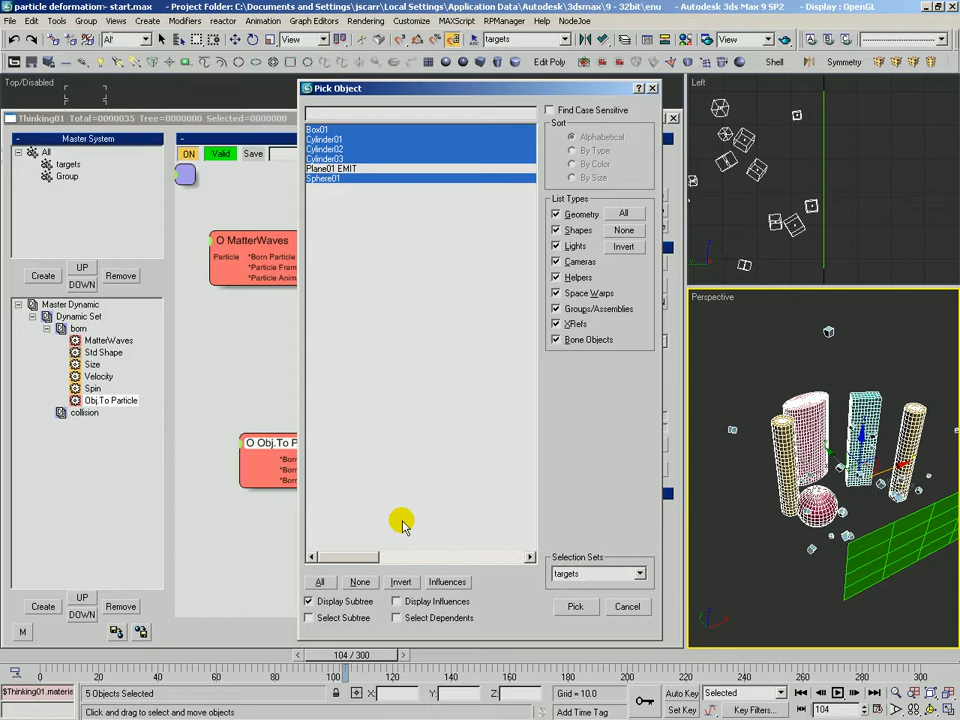 particle deformation:- start.max - Project Folder: C:\Documents and Settings\jscarr\Local Settings\Application Data\Autodesk\3dsmax\9 - 32bit\enu - Autodesk 3ds Max 9 SP2 - Display : OpenGL
File Edit Tools Group Views Create Modifiers reactor Animation Graph Editors Rendering Customize MAXScript RPManager Help NodeJoe
All View targets View
Edit Poly Shell Symmetry
Top/Disabled Pick Object Left
Thinking01 Total=0000035 Tree=0000000 Selected=0000000
Master System
All
targets
Group
ON Valid Save
Create UP DOWN Remove
Master Dynamic
Dynamic Set
born
MatterWaves
Std Shape
Size
Velocity
Spin
Obj.To Particle
collision
Create UP DOWN Remove
M
O MatterWaves
Particle *Born Particle
*Particle Fram
*Particle Anima
O Obj.To P
*Born
*Born
*Born
Box01
Cylinder01
Cylinder02
Cylinder03
Plane01 EMIT
Sphere01
Find Case Sensitive
Sort
Alphabetical
By Type
By Color
By Size
List Types
Geometry All
Shapes None
Lights Invert
Cameras
Helpers
Space Warps
Groups/Assemblies
XRefs
Bone Objects
Selection Sets
targets
All None Invert Influences
Display Subtree Display Influences
Select Subtree Select Dependents
Pick Cancel
Perspective
104 / 300
0 20 40 60 80 100 120 140 160 180 200 220 240 260 280 300
$Thinking01.materia 5 Objects Selected X: Y: Z: Grid = 10.0 Auto Key Selected
Click and drag to select and move objects Add Time Tag Set Key Key Filters... 104